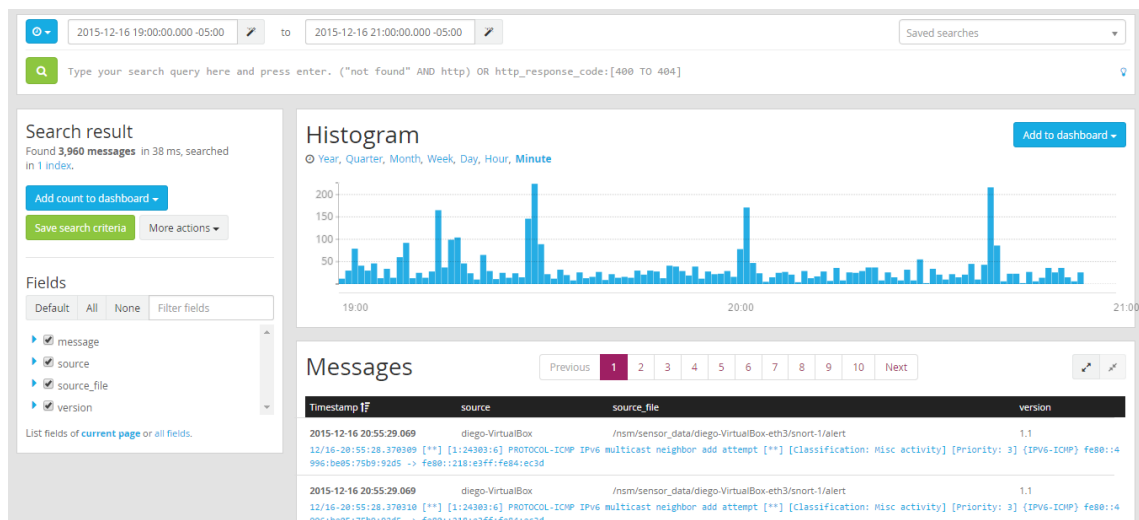 2015-12-16 19:00:00.000 -05:00 to 2015-12-16 21:00:00.000 -05:00 Saved searches
Type your search query here and press enter. ("not found" AND http) OR http_response_code:[400 TO 404]
Search result
Found 3,960 messages in 38 ms, searched
in 1 index.
Add count to dashboard
Save search criteria More actions
Fields
Default All None Filter fields
message
source
source_file
version
List fields of current page or all fields.
Histogram
Add to dashboard
Year, Quarter, Month, Week, Day, Hour, Minute
200
150
100
50
19:00 20:00 21:00
Messages
Previous 1 2 3 4 5 6 7 8 9 10 Next
Timestamp source source_file version
2015-12-16 20:55:29.069 diego-VirtualBox /nsm/sensor_data/diego-VirtualBox-eth3/snort-1/alert 1.1
12/16-20:55:28.370309 [**] [1:24303:6] PROTOCOL-ICMP IPv6 multicast neighbor add attempt [**] [Classification: Misc activity] [Priority: 3] {IPV6-ICMP} fe80::4
996:be05:75b9:92d5 -> fe80::218:e3ff:fe84:ec3d
2015-12-16 20:55:29.069 diego-VirtualBox /nsm/sensor_data/diego-VirtualBox-eth3/snort-1/alert 1.1
12/16-20:55:28.370310 [**] [1:24303:6] PROTOCOL-ICMP IPv6 multicast neighbor add attempt [**] [Classification: Misc activity] [Priority: 3] {IPV6-ICMP} fe80::4